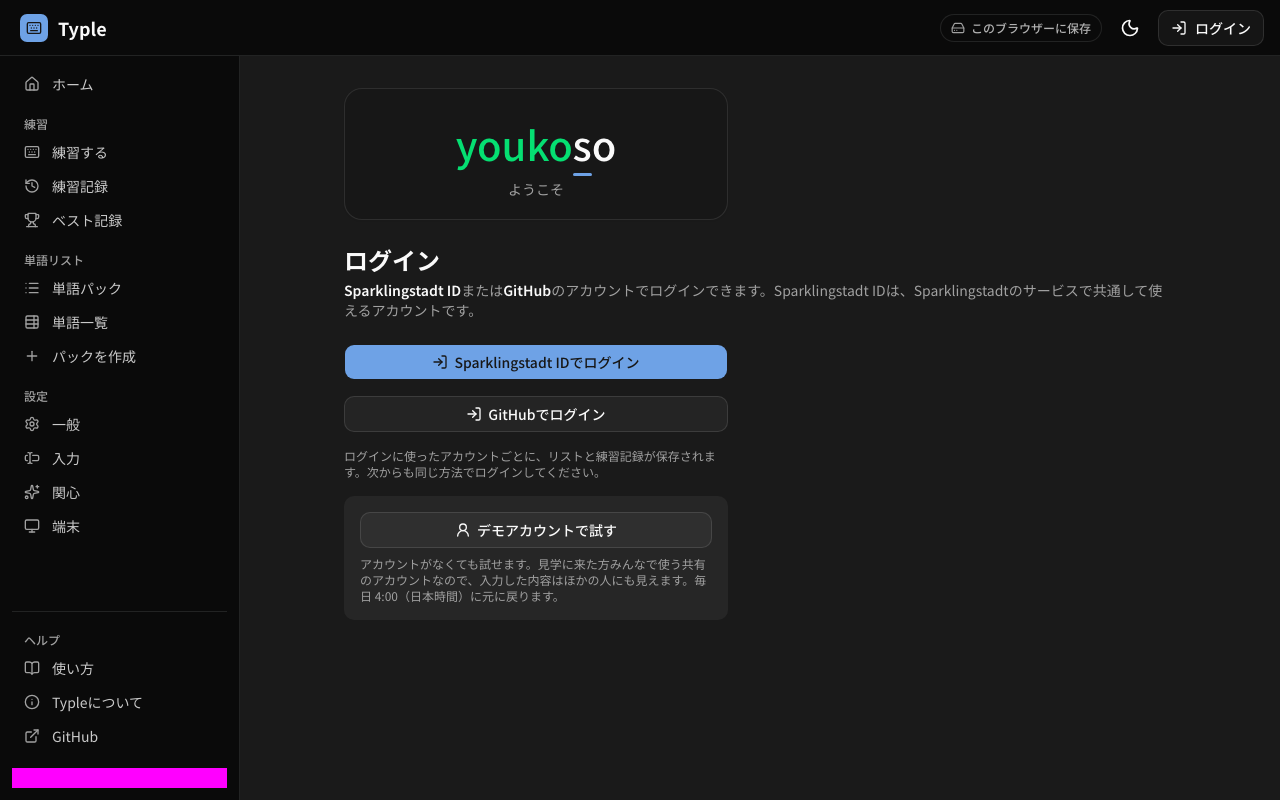 Typle
このブラウザーに保存
ログイン
ホーム
練習
練習する
練習記録
ベスト記録
単語リスト
単語パック
単語一覧
パックを作成
設定
一般
入力
関心
端末
ヘルプ
使い方
Typleについて
GitHub
youkoso
ようこそ
ログイン
Sparklingstadt IDまたはGitHubのアカウントでログインできます。Sparklingstadt IDは、Sparklingstadtのサービスで共通して使
えるアカウントです。
Sparklingstadt IDでログイン
GitHubでログイン
ログインに使ったアカウントごとに、リストと練習記録が保存されま
す。次からも同じ方法でログインしてください。
デモアカウントで試す
アカウントがなくても試せます。見学に来た方みんなで使う共有
のアカウントなので、入力した内容はほかの人にも見えます。毎
日 4:00（日本時間）に元に戻ります。